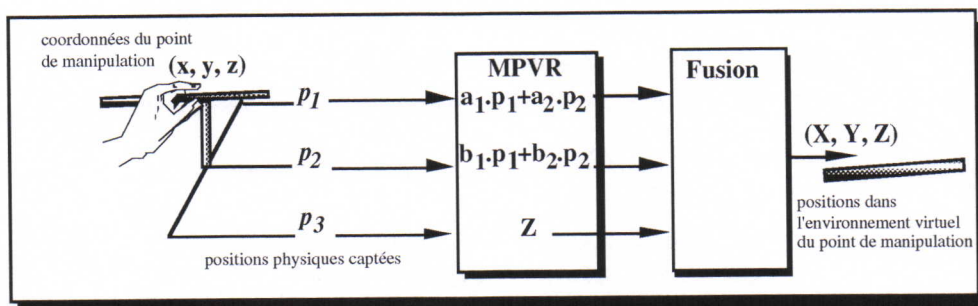 coordonnées du point
de manipulation
(x, y, z)
p1
p2
p3
positions physiques captées
MPVR
a1.p1+a2.p2
b1.p1+b2.p2
Z
Fusion
(X, Y, Z)
positions dans
l'environnement virtuel
du point de manipulation